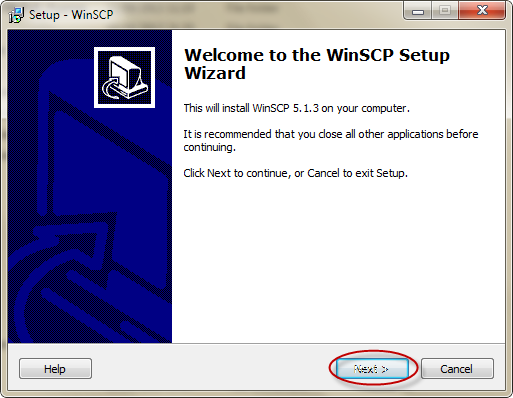 Setup - WinSCP
Welcome to the WinSCP Setup
Wizard
This will install WinSCP 5.1.3 on your computer.
It is recommended that you close all other applications before
continuing.
Click Next to continue, or Cancel to exit Setup.
Help
Next >
Cancel